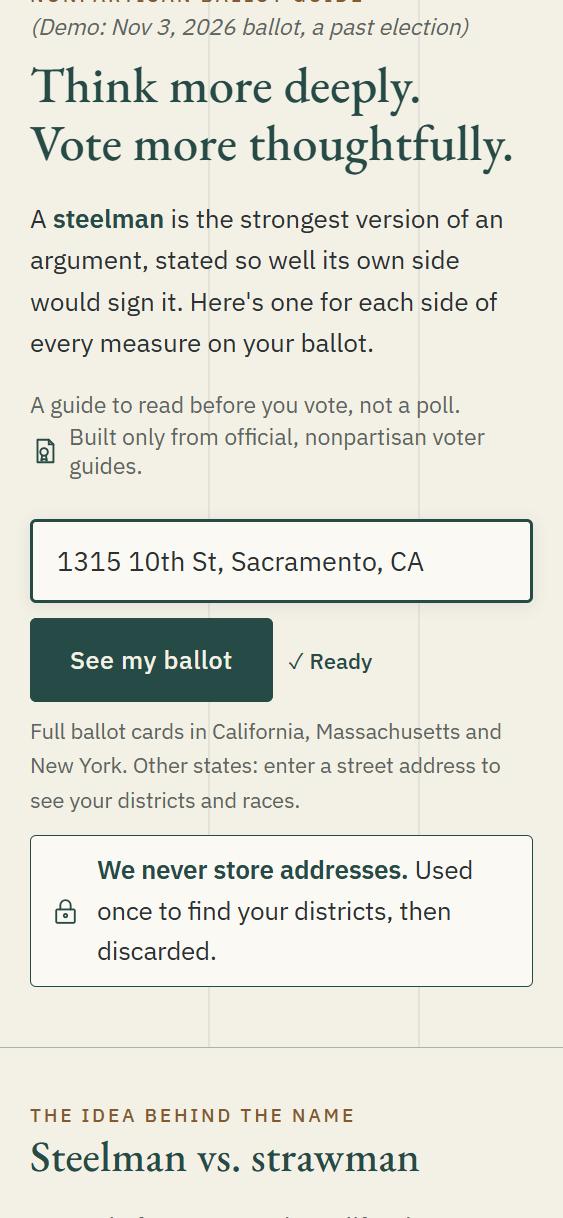 NONPARTISAN BALLOT GUIDE
(Demo: Nov 3, 2026 ballot, a past election)
Think more deeply.
Vote more thoughtfully.
A steelman is the strongest version of an
argument, stated so well its own side
would sign it. Here's one for each side of
every measure on your ballot.
A guide to read before you vote, not a poll.
Built only from official, nonpartisan voter
guides.
1315 10th St, Sacramento, CA
See my ballot
✓ Ready
Full ballot cards in California, Massachusetts and
New York. Other states: enter a street address to
see your districts and races.
We never store addresses. Used
once to find your districts, then
discarded.
THE IDEA BEHIND THE NAME
Steelman vs. strawman